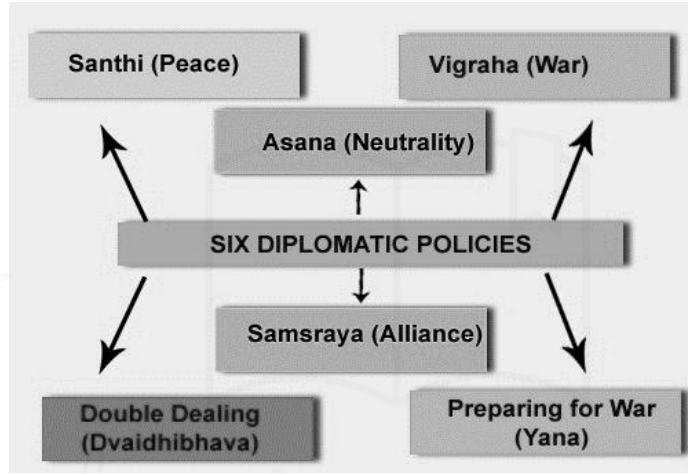 Santhi (Peace)
Vigraha (War)
Asana (Neutrality)
SIX DIPLOMATIC POLICIES
Samsraya (Alliance)
Double Dealing
(Dvaidhibhava)
Preparing for War
(Yana)